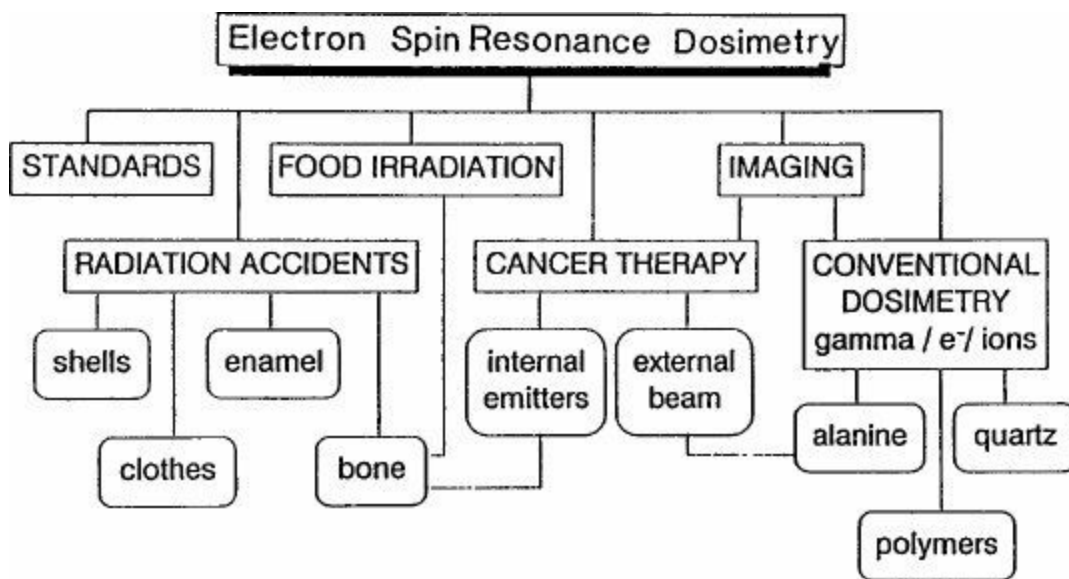 Electron Spin Resonance Dosimetry
STANDARDS
FOOD IRRADIATION
IMAGING
RADIATION ACCIDENTS
CANCER THERAPY
CONVENTIONAL
DOSIMETRY
gamma / e⁻/ ions
shells
enamel
internal
emitters
external
beam
alanine
quartz
clothes
bone
polymers